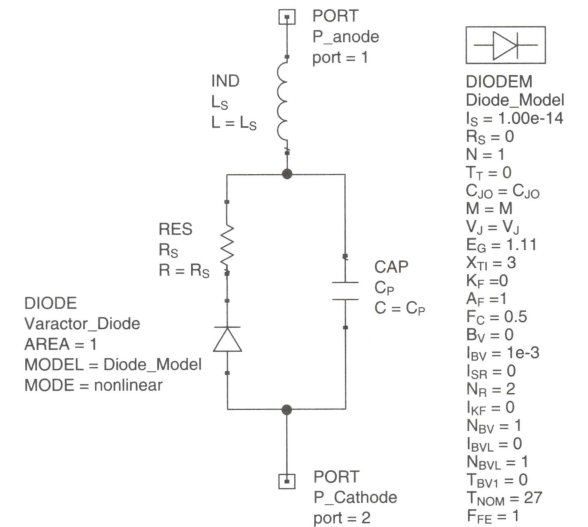 PORT
P_anode
port = 1
IND
LS
L = LS
RES
RS
R = RS
CAP
CP
C = CP
DIODE
Varactor_Diode
AREA = 1
MODEL = Diode_Model
MODE = nonlinear
PORT
P_Cathode
port = 2
DIODEM
Diode_Model
IS = 1.00e-14
RS = 0
N = 1
TT = 0
CJO = CJO
M = M
VJ = VJ
EG = 1.11
XTI = 3
KF =0
AF =1
FC = 0.5
BV = 0
IBV = 1e-3
ISR = 0
NR = 2
IKF = 0
NBV = 1
IBVL = 0
NBVL = 1
TBV1 = 0
TNOM = 27
FFE = 1